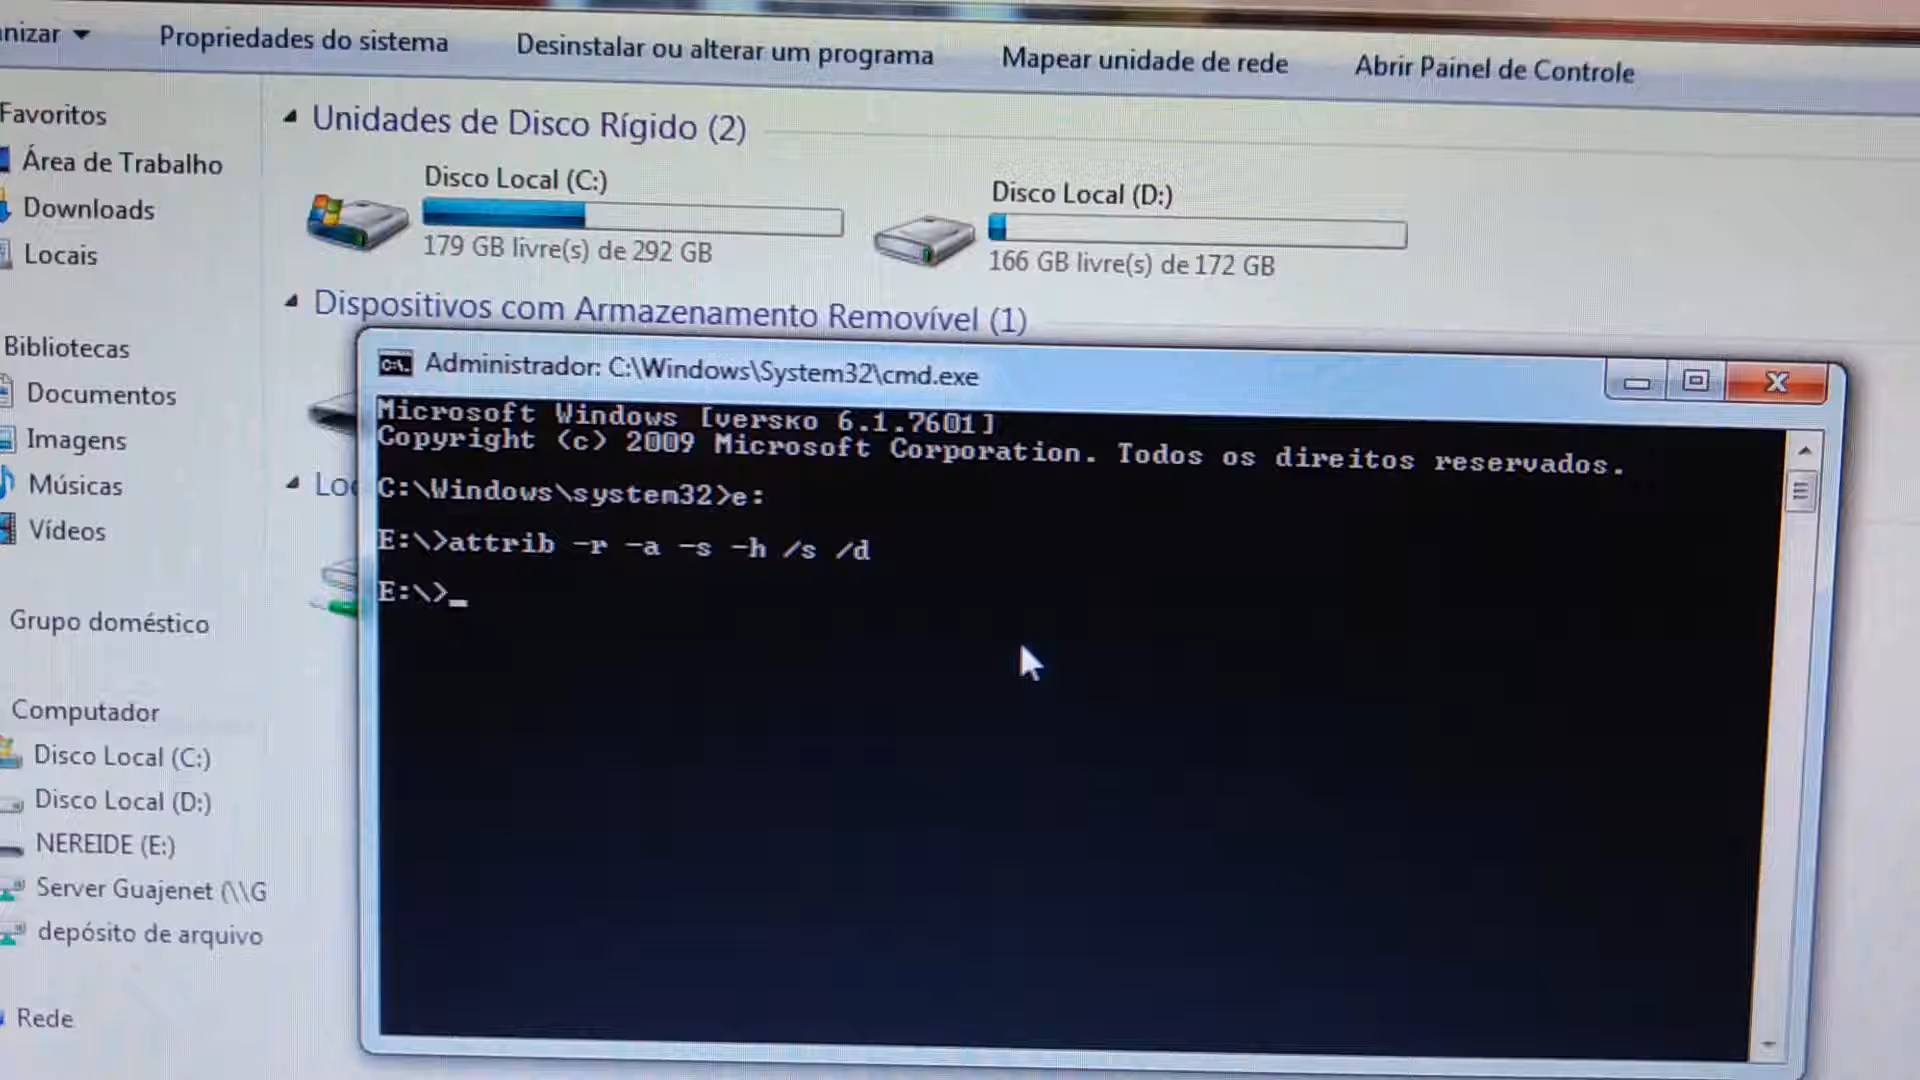 nizar
Propriedades do sistema
Desinstalar ou alterar um programa
Mapear unidade de rede
Abrir Painel de Controle
Favoritos
Área de Trabalho
Downloads
Locais
Bibliotecas
Documentos
Imagens
Músicas
Vídeos
Grupo doméstico
Computador
Disco Local (C:)
Disco Local (D:)
NEREIDE (E:)
Server Guajenet (\\G
depósito de arquivo
Rede
Unidades de Disco Rígido (2)
Disco Local (C:)
179 GB livre(s) de 292 GB
Disco Local (D:)
166 GB livre(s) de 172 GB
Dispositivos com Armazenamento Removível (1)
Loc
Administrador: C:\Windows\System32\cmd.exe
Microsoft Windows [versко 6.1.7601]
Copyright (c) 2009 Microsoft Corporation. Todos os direitos reservados.
C:\Windows\system32>e:
E:\>attrib -r -a -s -h /s /d
E:\>_